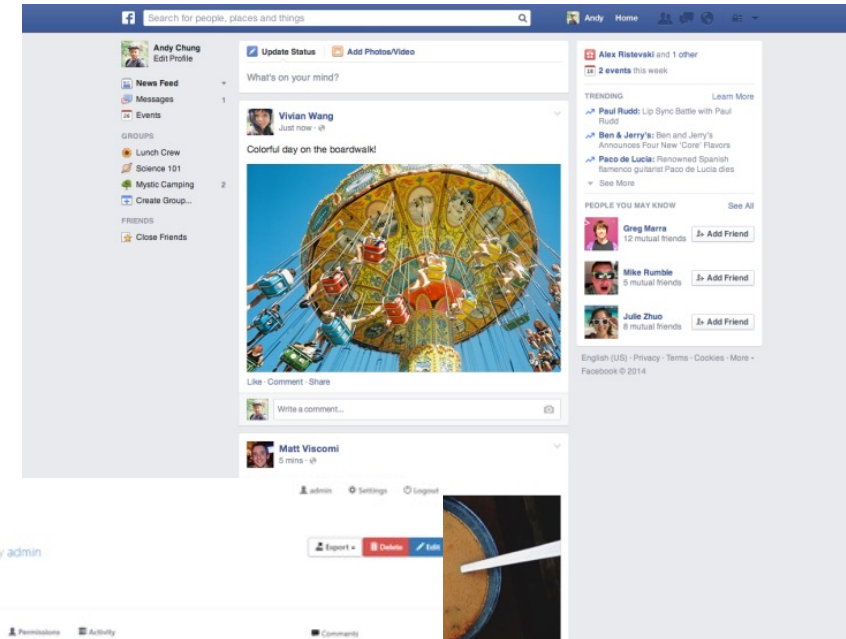 f
Search for people, places and things
Andy Home
Andy Chung
Edit Profile
News Feed
Messages 1
26 Events
GROUPS
Lunch Crew
Science 101
Mystic Camping 2
Create Group...
FRIENDS
Close Friends
Update Status
Add Photos/Video
What's on your mind?
Vivian Wang
Just now ·
Colorful day on the boardwalk!
Like · Comment · Share
Write a comment...
Matt Viscomi
5 mins ·
Alex Ristevski and 1 other
2 events this week
TRENDING Learn More
Paul Rudd: Lip Sync Battle with Paul
Rudd
Ben & Jerry's: Ben and Jerry's
Announces Four New 'Core' Flavors
Paco de Lucia: Renowned Spanish
flamenco guitarist Paco de Lucia dies
See More
PEOPLE YOU MAY KNOW See All
Greg Marra
12 mutual friends
Add Friend
Mike Rumble
5 mutual friends
Add Friend
Julie Zhuo
8 mutual friends
Add Friend
English (US) · Privacy · Terms · Cookies · More
Facebook © 2014
admin Settings Logout
y admin
Export Delete Edit
Permissions Activity Comments